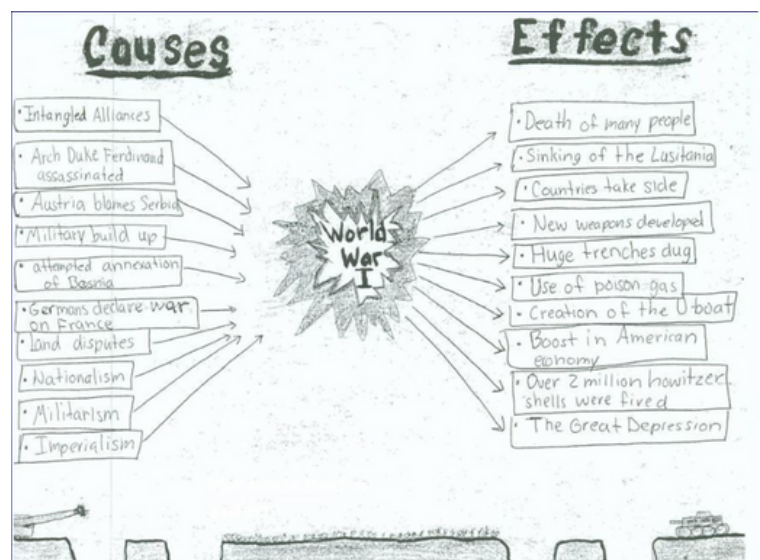 Causes
• Intangled Alliances
• Arch Duke Ferdinand
assassinated
• Austria blames Serbia
• Military build up
• attempted annexation
of Bosnia
• Germans declare war
on France
• land disputes
• Nationalism
• Militarism
• Imperialism
World
War
I
Effects
• Death of many people
• Sinking of the Lusitania
• Countries take side
• New weapons developed
• Huge trenches dug
• Use of poison gas
• Creation of the U boat
• Boost in American
economy
• Over 2 million howitzer
shells were fired
• The Great Depression